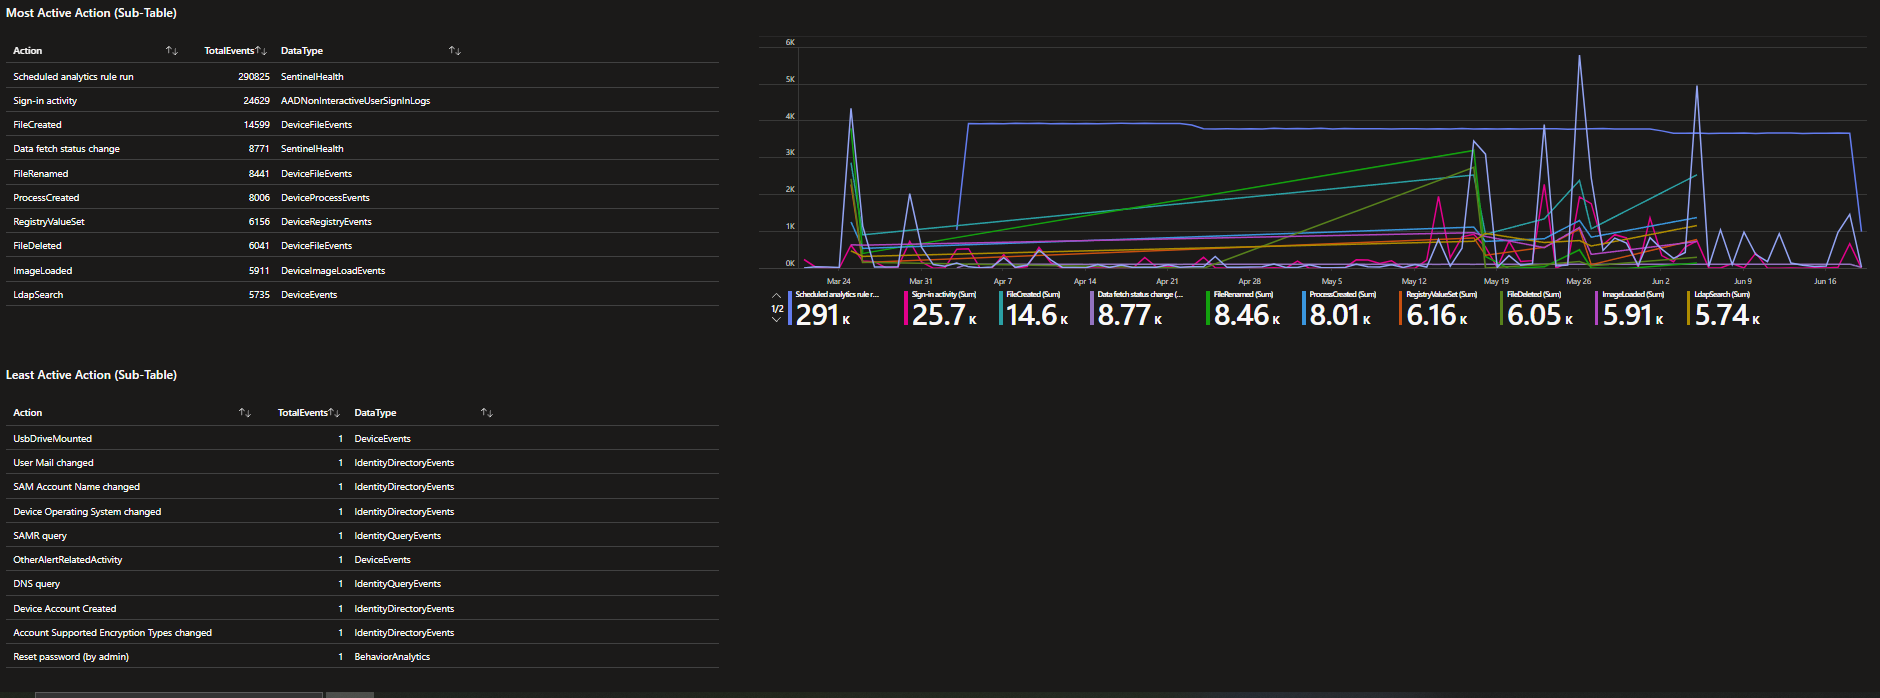 Most Active Action (Sub-Table)
Action TotalEvents DataType
Scheduled analytics rule run 290825 SentinelHealth
Sign-in activity 24629 AADNonInteractiveUserSignInLogs
FileCreated 14599 DeviceFileEvents
Data fetch status change 8771 SentinelHealth
FileRenamed 8441 DeviceFileEvents
ProcessCreated 8006 DeviceProcessEvents
RegistryValueSet 6156 DeviceRegistryEvents
FileDeleted 6041 DeviceFileEvents
ImageLoaded 5911 DeviceImageLoadEvents
LdapSearch 5735 DeviceEvents
6K
5K
4K
3K
2K
1K
0K
Mar 24 Mar 31 Apr 7 Apr 14 Apr 21 Apr 28 May 5 May 12 May 19 May 26 Jun 2 Jun 9 Jun 16
1/2
Scheduled analytics rule r... Sign-in activity (Sum) FileCreated (Sum) Data fetch status change (... FileRenamed (Sum) ProcessCreated (Sum) RegistryValueSet (Sum) FileDeleted (Sum) ImageLoaded (Sum) LdapSearch (Sum)
291 K 25.7 K 14.6 K 8.77 K 8.46 K 8.01 K 6.16 K 6.05 K 5.91 K 5.74 K
Least Active Action (Sub-Table)
Action TotalEvents DataType
UsbDriveMounted 1 DeviceEvents
User Mail changed 1 IdentityDirectoryEvents
SAM Account Name changed 1 IdentityDirectoryEvents
Device Operating System changed 1 IdentityDirectoryEvents
SAMR query 1 IdentityQueryEvents
OtherAlertRelatedActivity 1 DeviceEvents
DNS query 1 IdentityQueryEvents
Device Account Created 1 IdentityDirectoryEvents
Account Supported Encryption Types changed 1 IdentityDirectoryEvents
Reset password (by admin) 1 BehaviorAnalytics